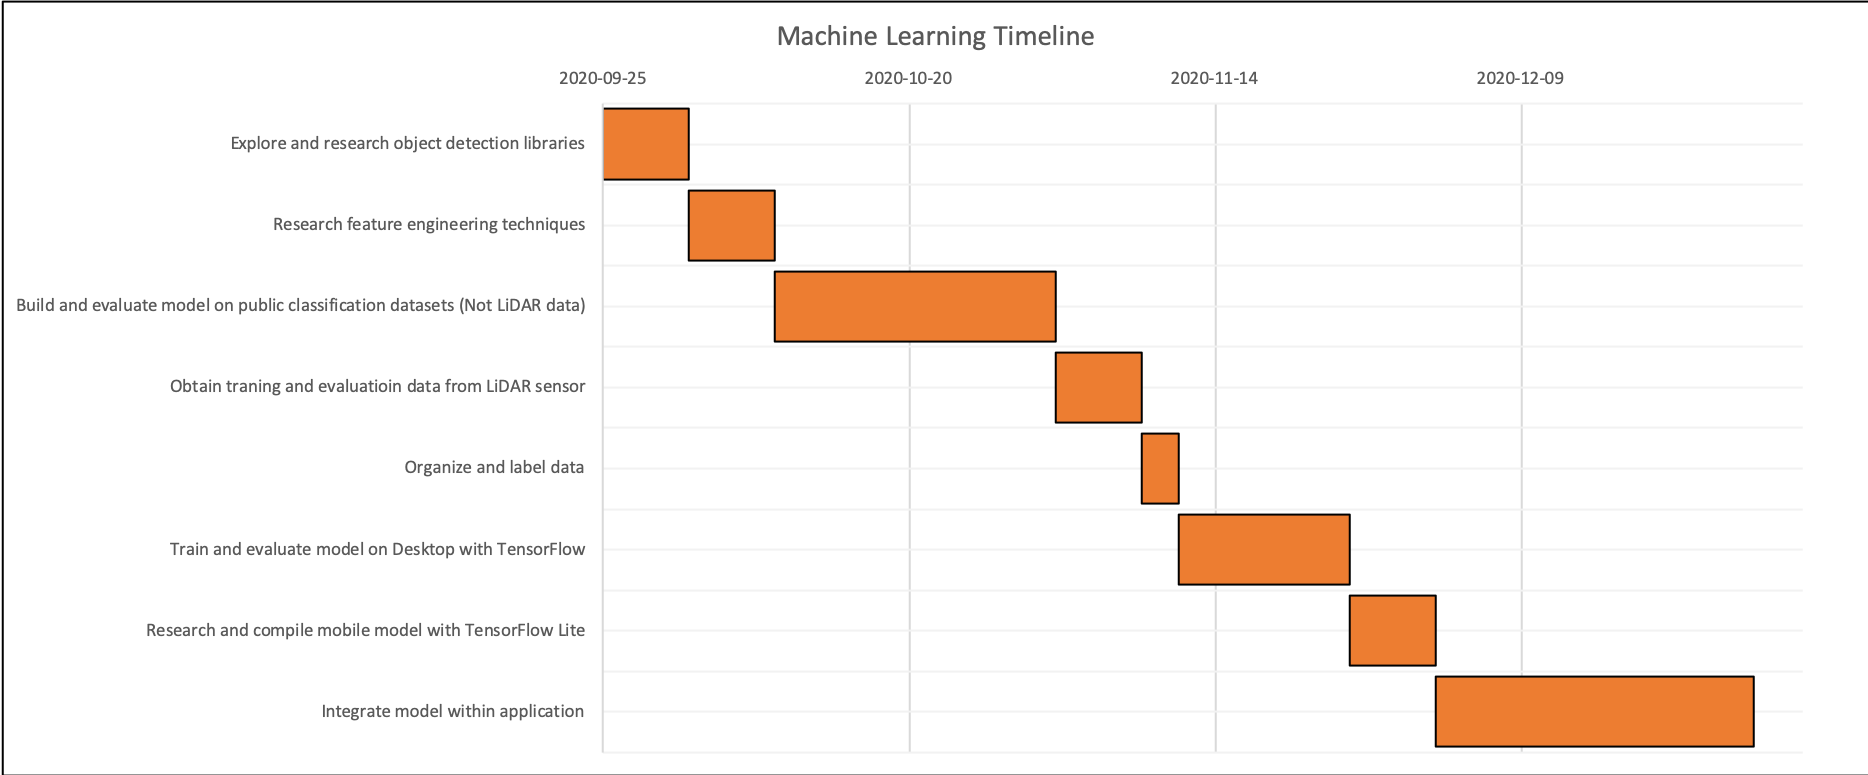 Machine Learning Timeline
2020-09-25 2020-10-20 2020-11-14 2020-12-09
Explore and research object detection libraries
Research feature engineering techniques
Build and evaluate model on public classification datasets (Not LiDAR data)
Obtain traning and evaluatioin data from LiDAR sensor
Organize and label data
Train and evaluate model on Desktop with TensorFlow
Research and compile mobile model with TensorFlow Lite
Integrate model within application